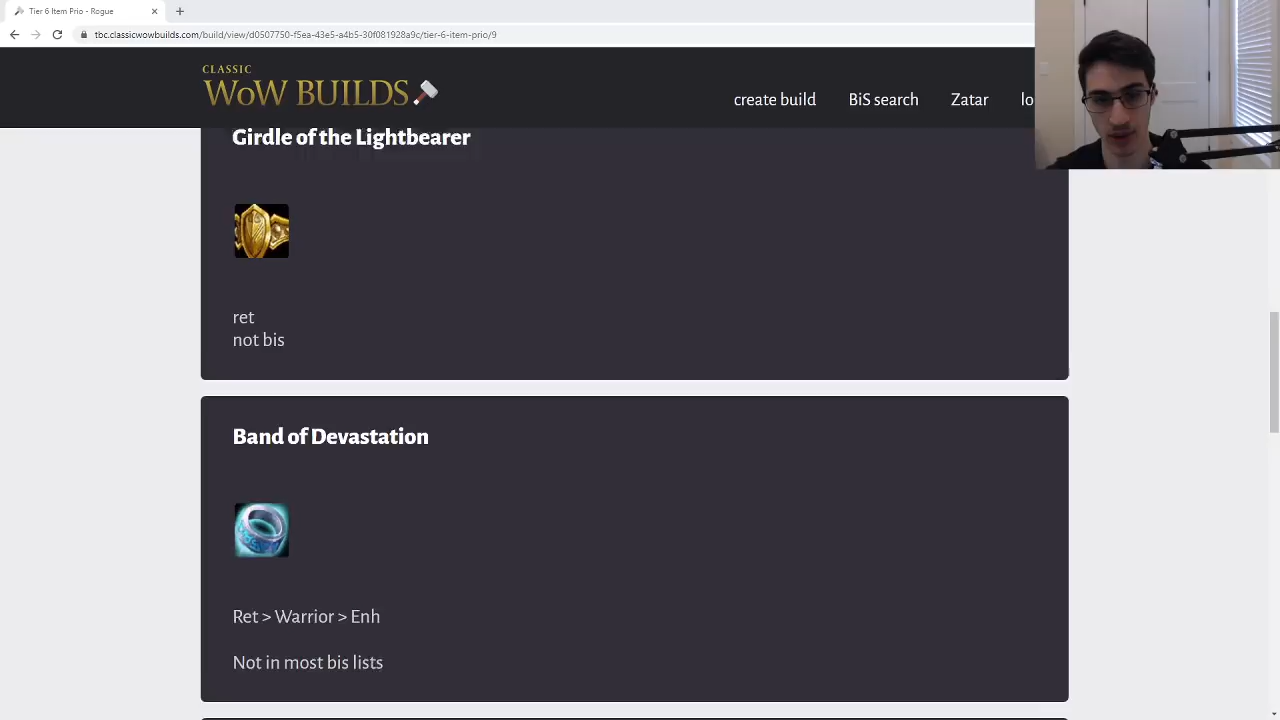 Tier 6 Item Prio - Rogue
tbc.classicwowbuilds.com/build/view/d0507750-f5ea-43e5-a4b5-30f081928a9c/tier-6-item-prio/9
CLASSIC
WoW BUILDS
create build BiS search Zatar lo
Girdle of the Lightbearer
ret
not bis
Band of Devastation
Ret > Warrior > Enh
Not in most bis lists